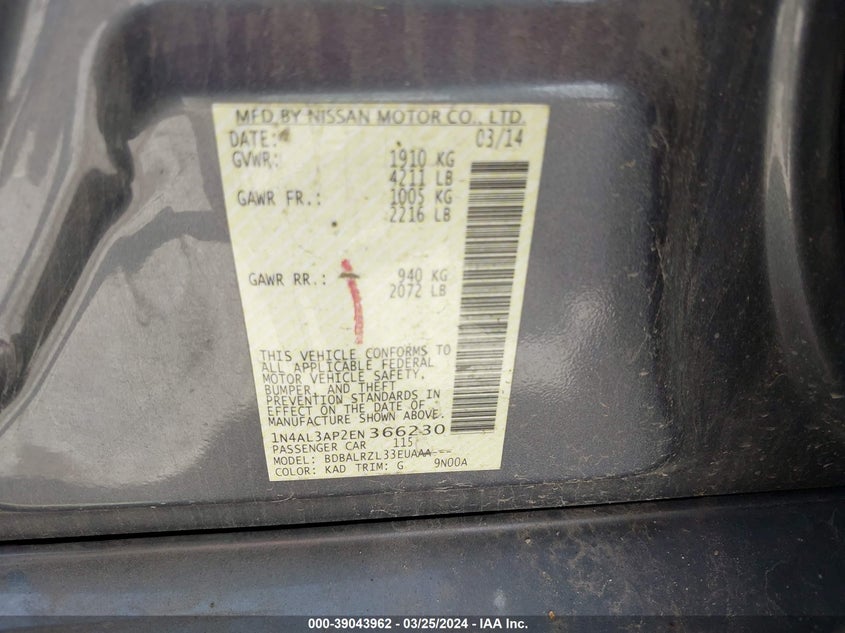 MFD BY NISSAN MOTOR CO., LTD.
DATE: 03/14
GVWR: 1910 KG
4211 LB
GAWR FR.: 1005 KG
2216 LB
GAWR RR.: 940 KG
2072 LB
THIS VEHICLE CONFORMS TO
ALL APPLICABLE FEDERAL
MOTOR VEHICLE SAFETY,
BUMPER, AND THEFT
PREVENTION STANDARDS IN
EFFECT ON THE DATE OF
MANUFACTURE SHOWN ABOVE.
1N4AL3AP2EN 366230
PASSENGER CAR 115
MODEL: BDBALRZL33EUAAA---
COLOR: KAD TRIM: G 9N00A
000-39043962 - 03/25/2024 - IAA Inc.